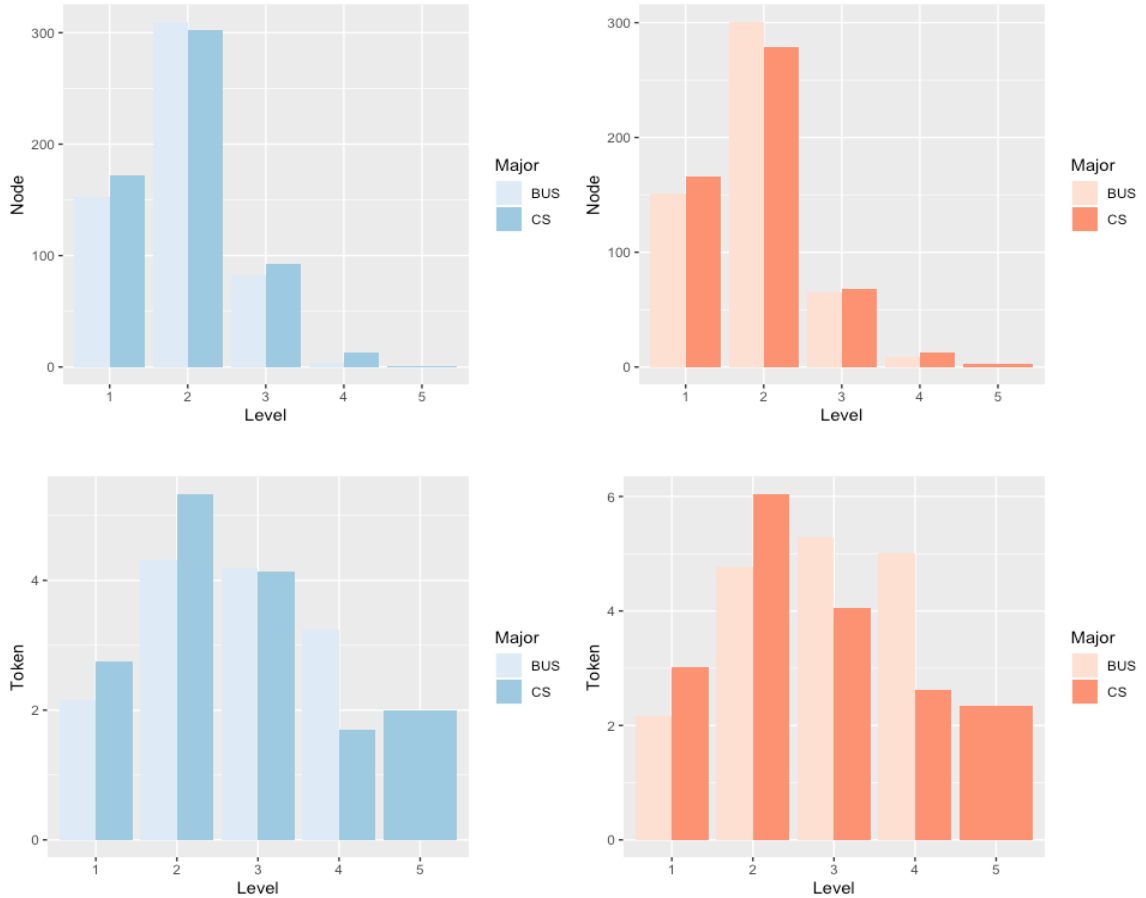 300
200
100
0
Node
1 2 3 4 5
Level
Major
BUS
CS
300
200
100
0
Node
1 2 3 4 5
Level
Major
BUS
CS
4
2
0
Token
1 2 3 4 5
Level
Major
BUS
CS
6
4
2
0
Token
1 2 3 4 5
Level
Major
BUS
CS